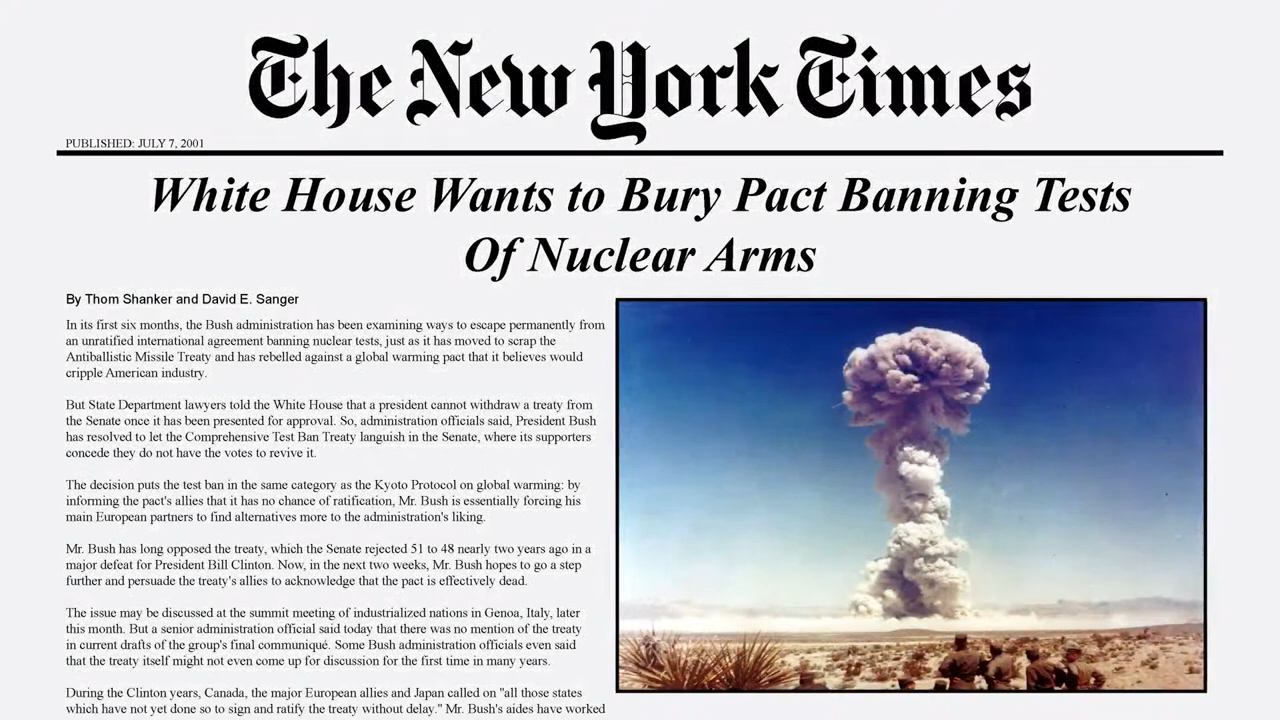 The New York Times
PUBLISHED: JULY 7, 2001
White House Wants to Bury Pact Banning Tests
Of Nuclear Arms
By Thom Shanker and David E. Sanger
In its first six months, the Bush administration has been examining ways to escape permanently from
an unratified international agreement banning nuclear tests, just as it has moved to scrap the
Antiballistic Missile Treaty and has rebelled against a global warming pact that it believes would
cripple American industry.
But State Department lawyers told the White House that a president cannot withdraw a treaty from
the Senate once it has been presented for approval. So, administration officials said, President Bush
has resolved to let the Comprehensive Test Ban Treaty languish in the Senate, where its supporters
concede they do not have the votes to revive it.
The decision puts the test ban in the same category as the Kyoto Protocol on global warming: by
informing the pact's allies that it has no chance of ratification, Mr. Bush is essentially forcing his
main European partners to find alternatives more to the administration's liking.
Mr. Bush has long opposed the treaty, which the Senate rejected 51 to 48 nearly two years ago in a
major defeat for President Bill Clinton. Now, in the next two weeks, Mr. Bush hopes to go a step
further and persuade the treaty's allies to acknowledge that the pact is effectively dead.
The issue may be discussed at the summit meeting of industrialized nations in Genoa, Italy, later
this month. But a senior administration official said today that there was no mention of the treaty
in current drafts of the group's final communiqué. Some Bush administration officials even said
that the treaty itself might not even come up for discussion for the first time in many years.
During the Clinton years, Canada, the major European allies and Japan called on "all those states
which have not yet done so to sign and ratify the treaty without delay." Mr. Bush's aides have worked